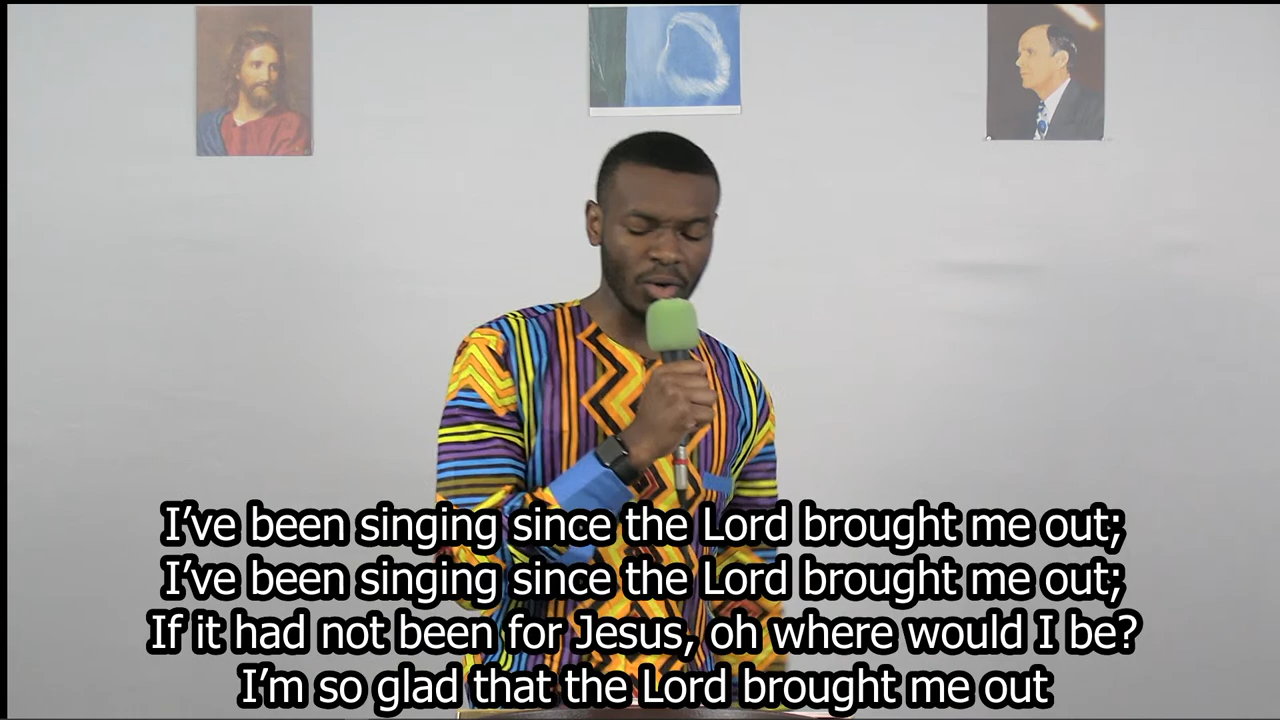 I’ve been singing since the Lord brought me out;
I’ve been singing since the Lord brought me out;
If it had not been for Jesus, oh where would I be?
I’m so glad that the Lord brought me out